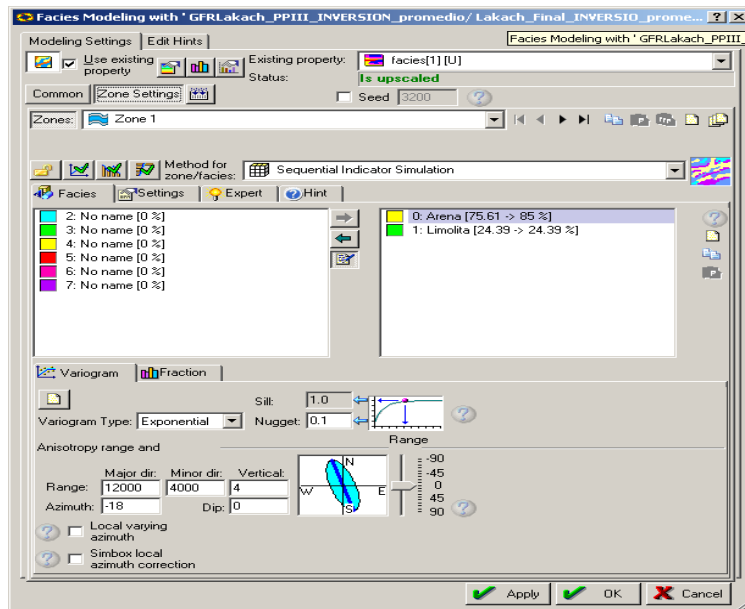 Facies Modeling with ' GFRLakach_PPIII_INVERSION_promedio/ Lakach_Final_INVERSIO_prome...
Modeling Settings Edit Hints Facies Modeling with ' GFRLakach_PPIII_
Use existing property Existing property: facies[1] [U]
Status: Is upscaled
Common Zone Settings Seed 3200
Zones: Zone 1
Method for zone/facies: Sequential Indicator Simulation
Facies Settings Expert Hint
2: No name [0 %]
3: No name [0 %]
4: No name [0 %]
5: No name [0 %]
6: No name [0 %]
7: No name [0 %]
0: Arena [75.61 -> 85 %]
1: Limolita [24.39 -> 24.39 %]
Variogram Fraction
Sill: 1.0
Variogram Type: Exponential Nugget: 0.1
Range
Anisotropy range and
Major dir: Minor dir: Vertical:
Range: 12000 4000 4
Azimuth: -18 Dip: 0
N
W E
S
-90
-45
0
45
90
Local varying azimuth
Simbox local azimuth correction
Apply OK Cancel